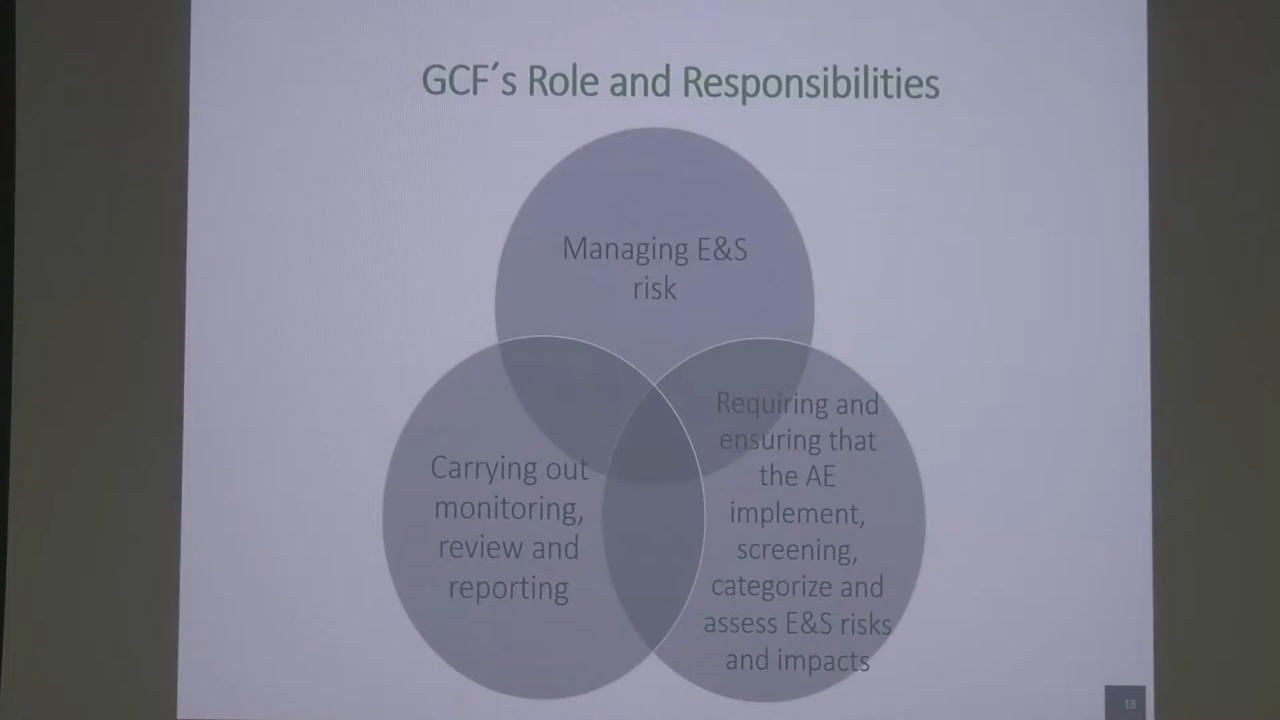 GCF´s Role and Responsibilities
Managing E&S
risk
Carrying out
monitoring,
review and
reporting
Requiring and
ensuring that
the AE
implement,
screening,
categorize and
assess E&S risks
and impacts
18